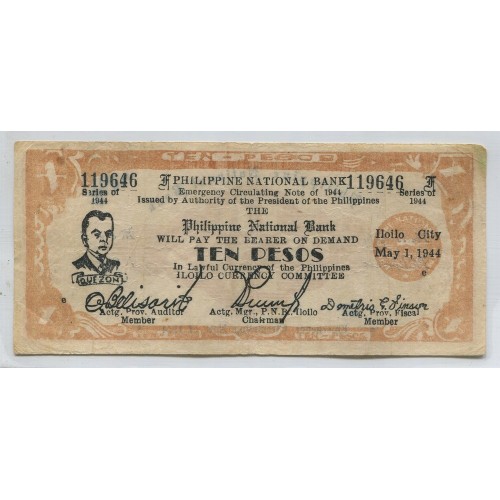 119646 F PHILIPPINE NATIONAL BANK 119646 F
Series of 1944
Emergency Circulating Note of 1944
Series of 1944
Issued by Authority of the President of the Philippines
THE
Philippine National Bank
WILL PAY THE BEARER ON DEMAND
TEN PESOS
In Lawful Currency of the Philippines
ILOILO CURRENCY COMMITTEE
Iloilo City
May 1, 1944
QUEZON
Actg. Prov. Auditor
Member
Actg. Mgr., P.N.B. Iloilo
Chairman
Actg. Prov. Fiscal
Member